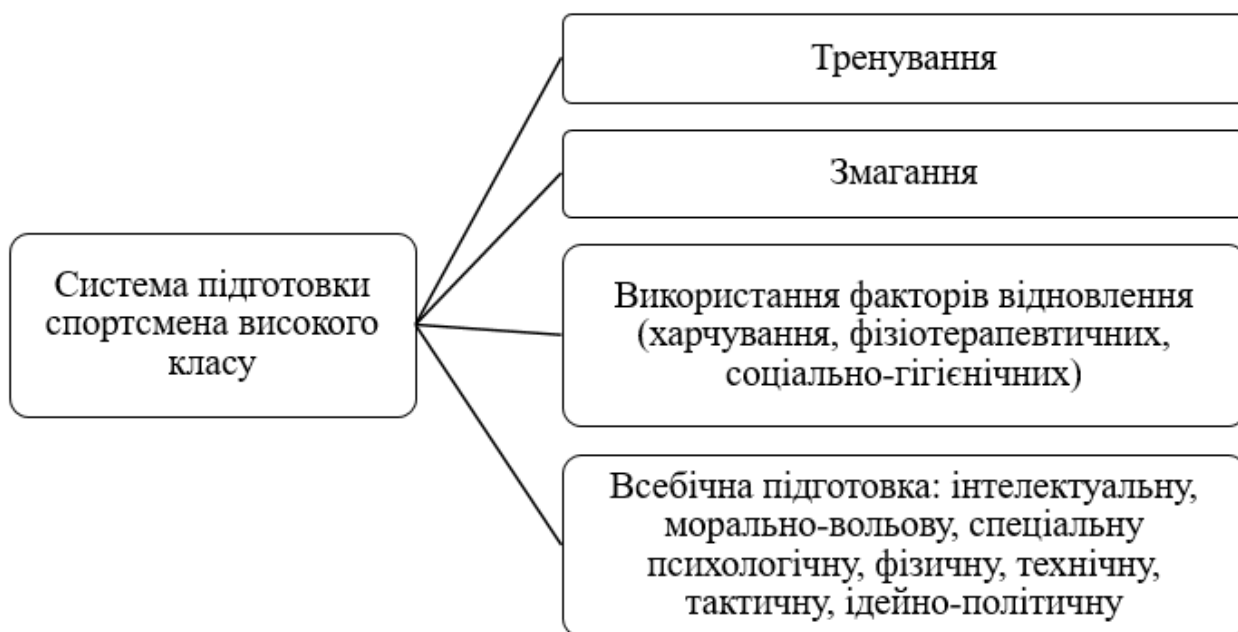 Тренування
Змагання
Система підготовки
спортсмена високого
класу
Використання факторів відновлення
(харчування, фізіотерапевтичних,
соціально-гігієнічних)
Всебічна підготовка: інтелектуальну,
морально-вольову, спеціальну
психологічну, фізичну, технічну,
тактичну, ідейно-політичну